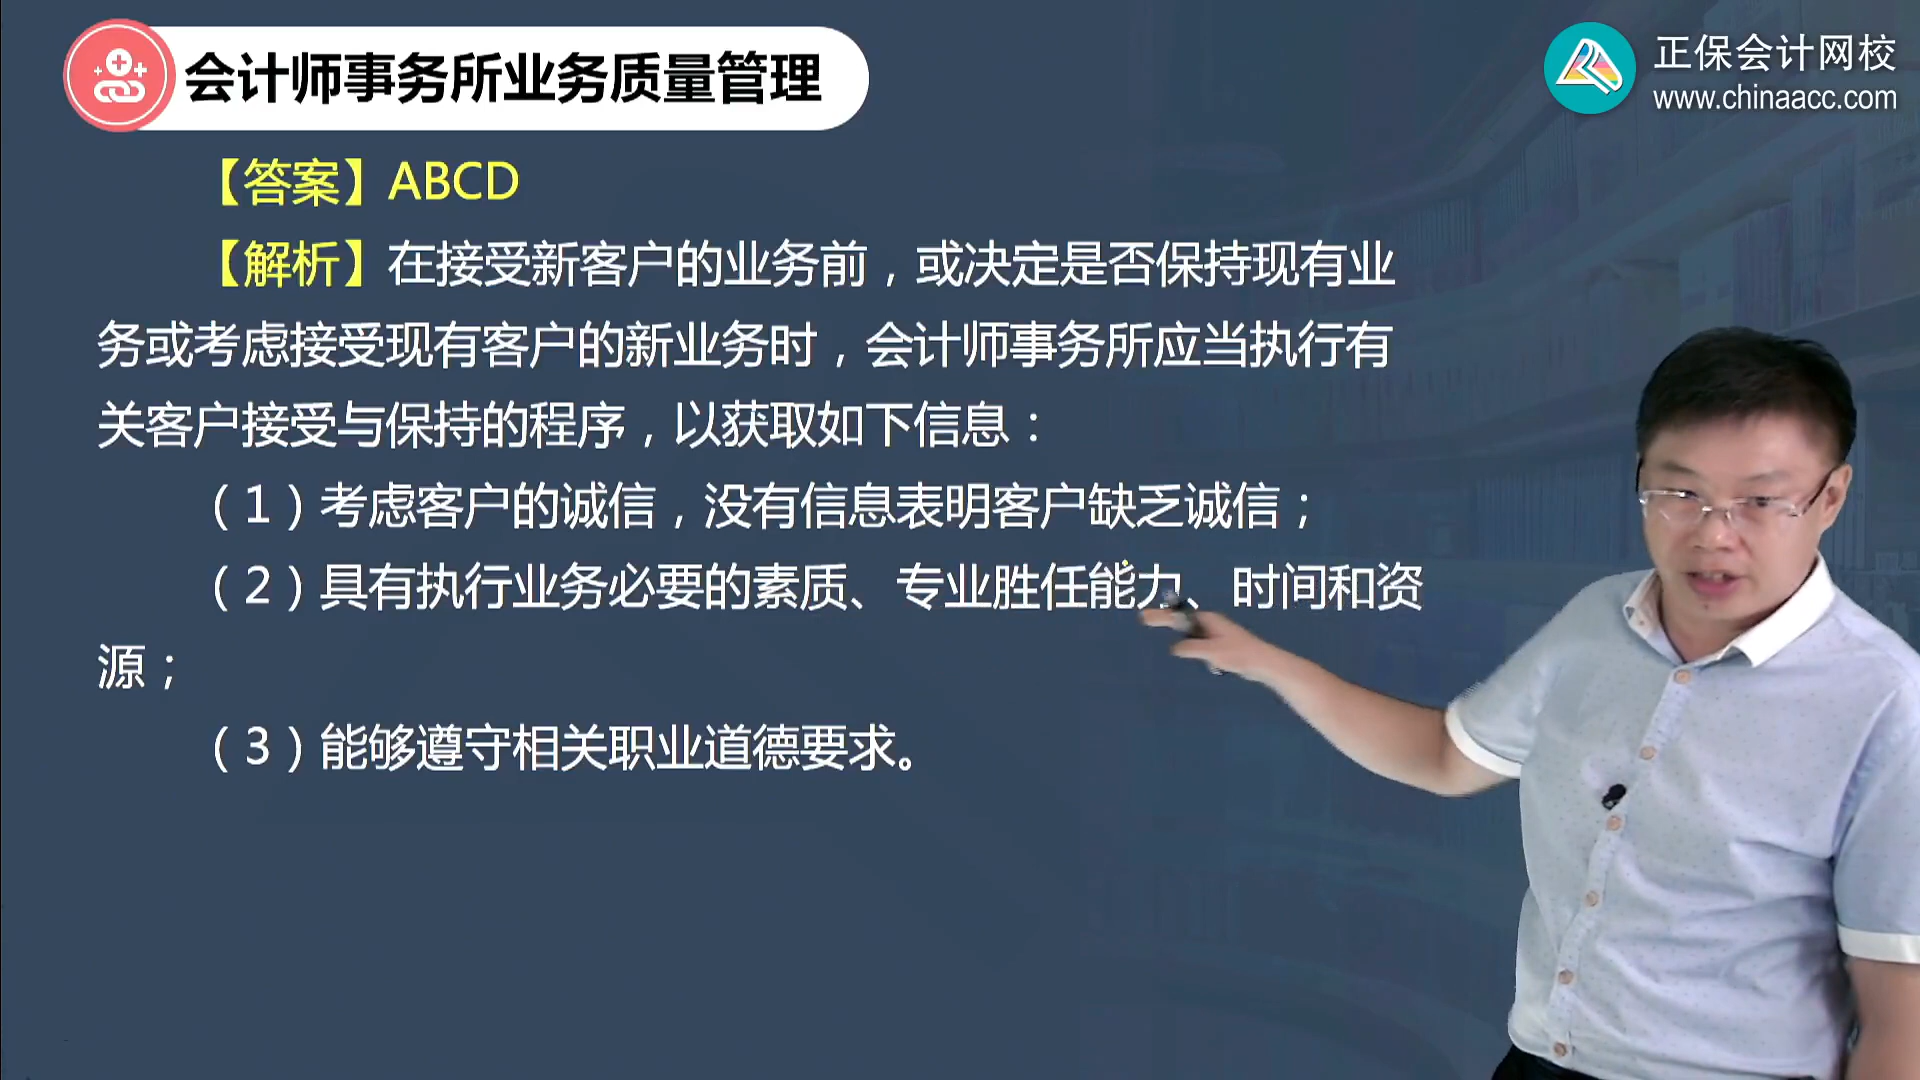 会计师事务所业务质量管理
正保会计网校
www.chinaacc.com
【答案】ABCD
【解析】在接受新客户的业务前，或决定是否保持现有业
务或考虑接受现有客户的新业务时，会计师事务所应当执行有
关客户接受与保持的程序，以获取如下信息：
（1）考虑客户的诚信，没有信息表明客户缺乏诚信；
（2）具有执行业务必要的素质、专业胜任能力、时间和资
源；
（3）能够遵守相关职业道德要求。